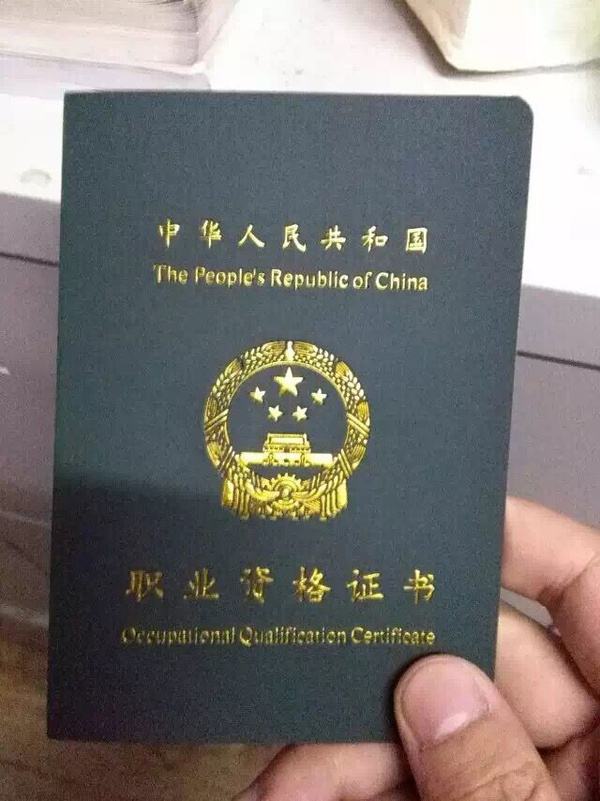 中华人民共和国
The People's Republic of China
职业资格证书
Occupational Qualification Certificate